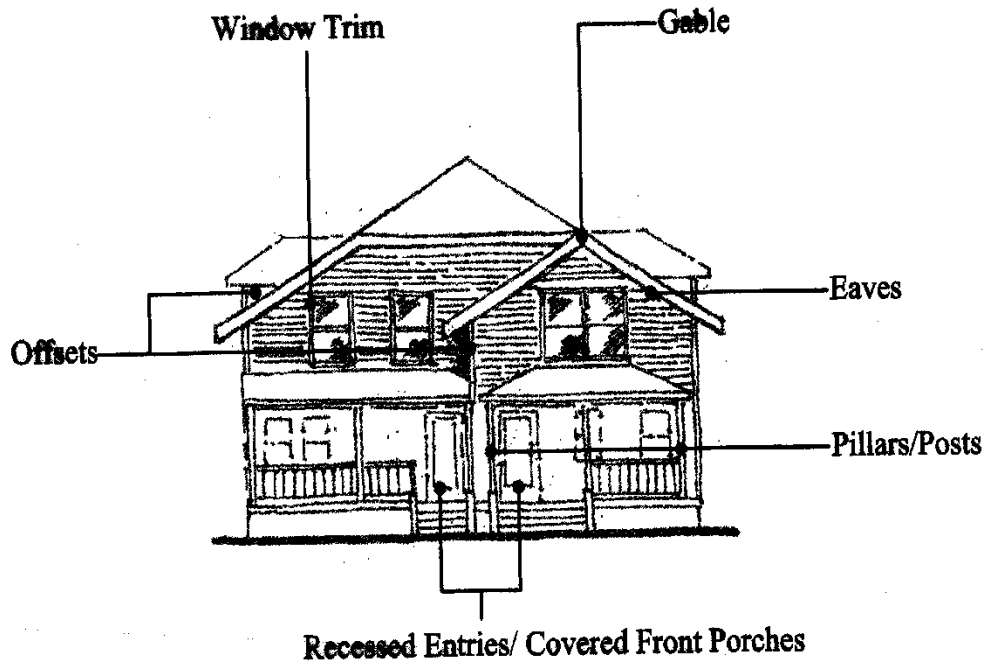 Window Trim
Gable
Eaves
Offsets
Pillars/Posts
Recessed Entries/ Covered Front Porches